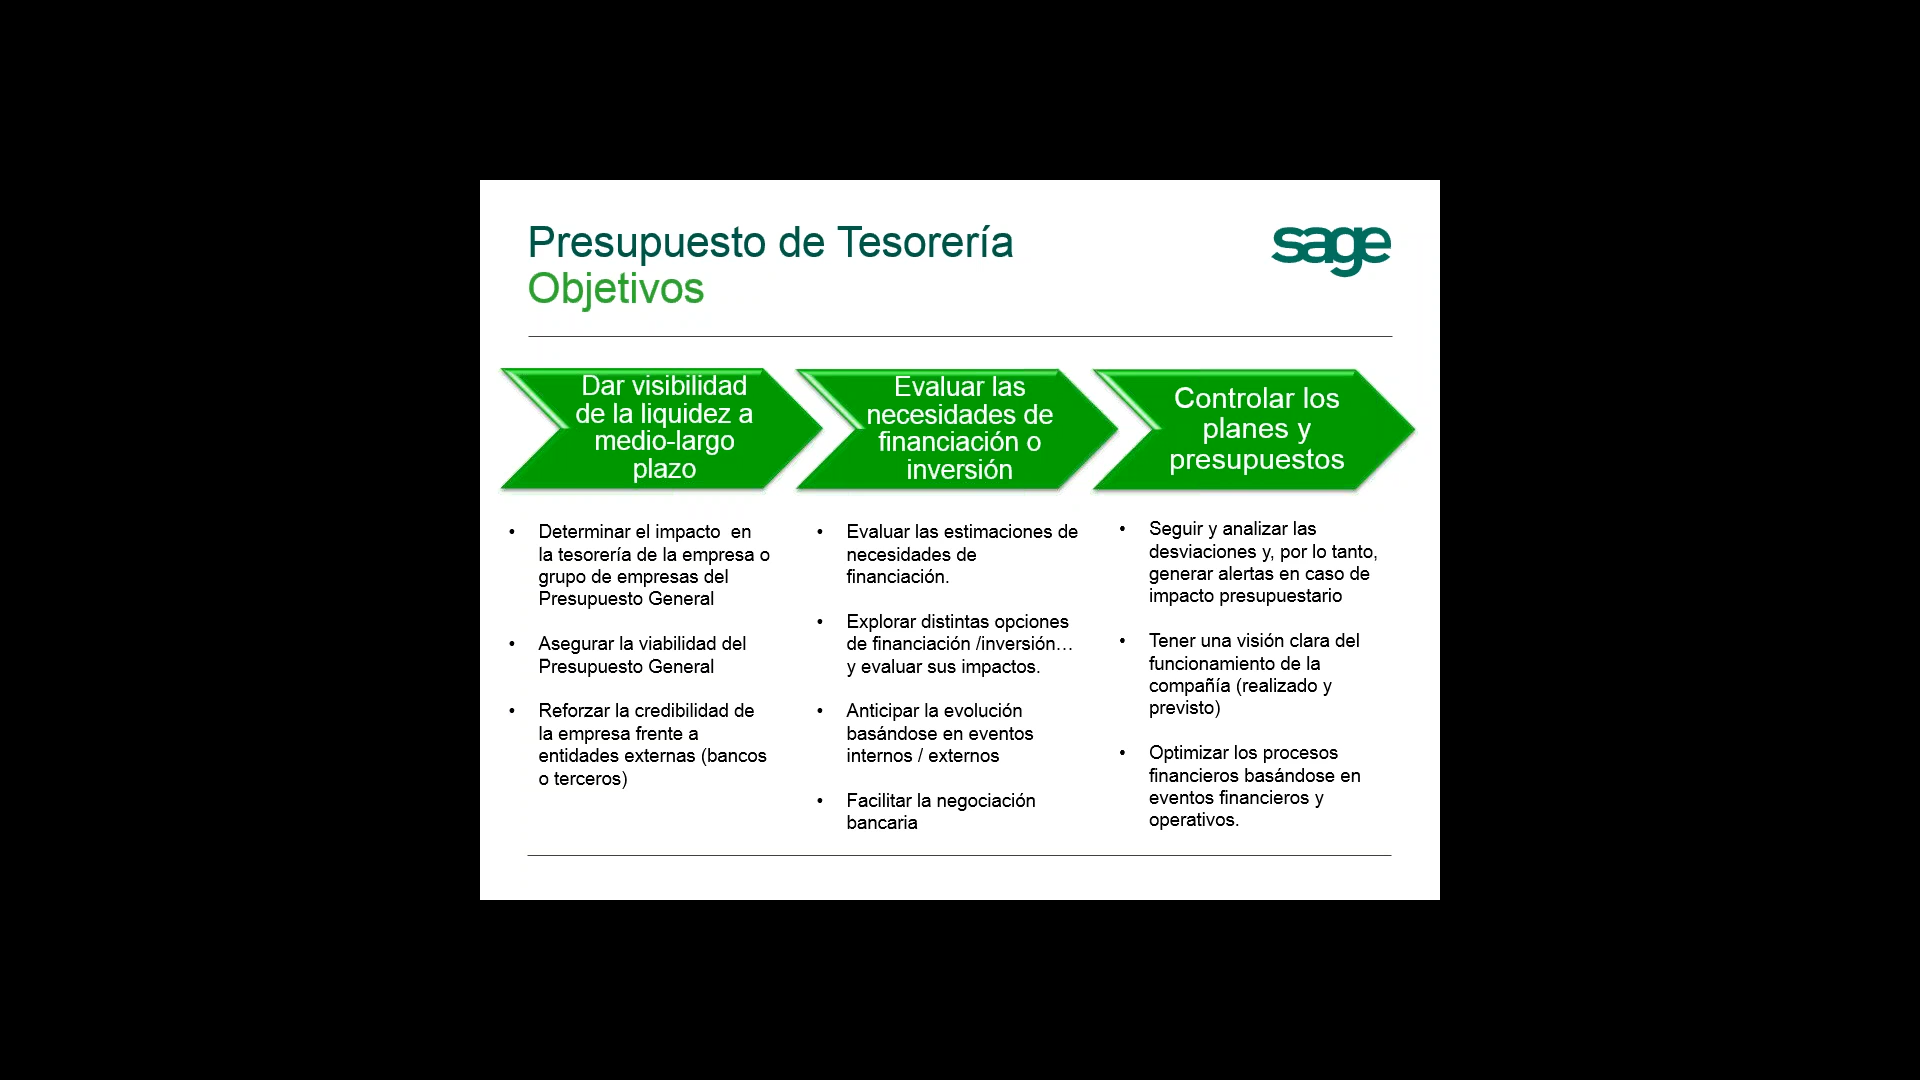 Presupuesto de Tesorería
Objetivos
sage
Dar visibilidad
de la liquidez a
medio-largo
plazo
Evaluar las
necesidades de
financiación o
inversión
Controlar los
planes y
presupuestos
• Determinar el impacto  en
la tesorería de la empresa o
grupo de empresas del
Presupuesto General
• Asegurar la viabilidad del
Presupuesto General
• Reforzar la credibilidad de
la empresa frente a
entidades externas (bancos
o terceros)
• Evaluar las estimaciones de
necesidades de
financiación.
• Explorar distintas opciones
de financiación /inversión…
y evaluar sus impactos.
• Anticipar la evolución
basándose en eventos
internos / externos
• Facilitar la negociación
bancaria
• Seguir y analizar las
desviaciones y, por lo tanto,
generar alertas en caso de
impacto presupuestario
• Tener una visión clara del
funcionamiento de la
compañía (realizado y
previsto)
• Optimizar los procesos
financieros basándose en
eventos financieros y
operativos.